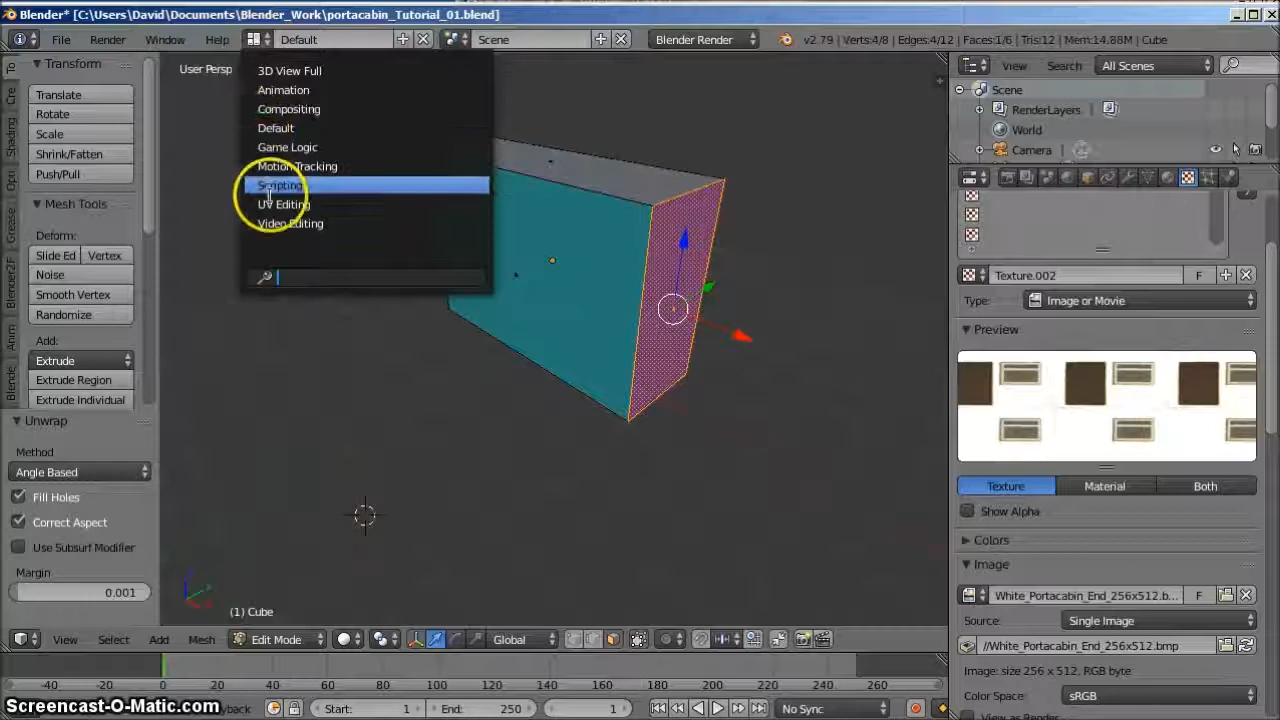 Blender* [C:\Users\David\Documents\Blender_Work\portacabin_Tutorial_01.blend]
File Render Window Help Default Scene Blender Render v2.79 | Verts:4/8 | Edges:4/12 | Faces:1/6 | Tris:12 | Mem:14.88M | Cube
Transform
Translate
Rotate
Scale
Shrink/Fatten
Push/Pull
Mesh Tools
Deform:
Slide Ed Vertex
Noise
Smooth Vertex
Randomize
Add:
Extrude
Extrude Region
Extrude Individual
To
Cre
Shading
Opti
Grease
Blender2F
Anim
Blende
Unwrap
Method
Angle Based
Fill Holes
Correct Aspect
Use Subsurf Modifier
Margin
0.001
User Persp
3D View Full
Animation
Compositing
Default
Game Logic
Motion Tracking
Scripting
UV Editing
Video Editing
(1) Cube
View Select Add Mesh Edit Mode Global
-40 -20 0 20 40 60 80 100 120 140 160 180 200 220 240 260
Start: 1 End: 250 1 No Sync
View Search All Scenes
Scene
RenderLayers
World
Camera
Texture.002 F
Type: Image or Movie
Preview
Texture Material Both
Show Alpha
Colors
Image
White_Portacabin_End_256x512.b... F
Source: Single Image
//White_Portacabin_End_256x512.bmp
Image: size 256 x 512, RGB byte
Color Space: sRGB
Screencast-O-Matic.com